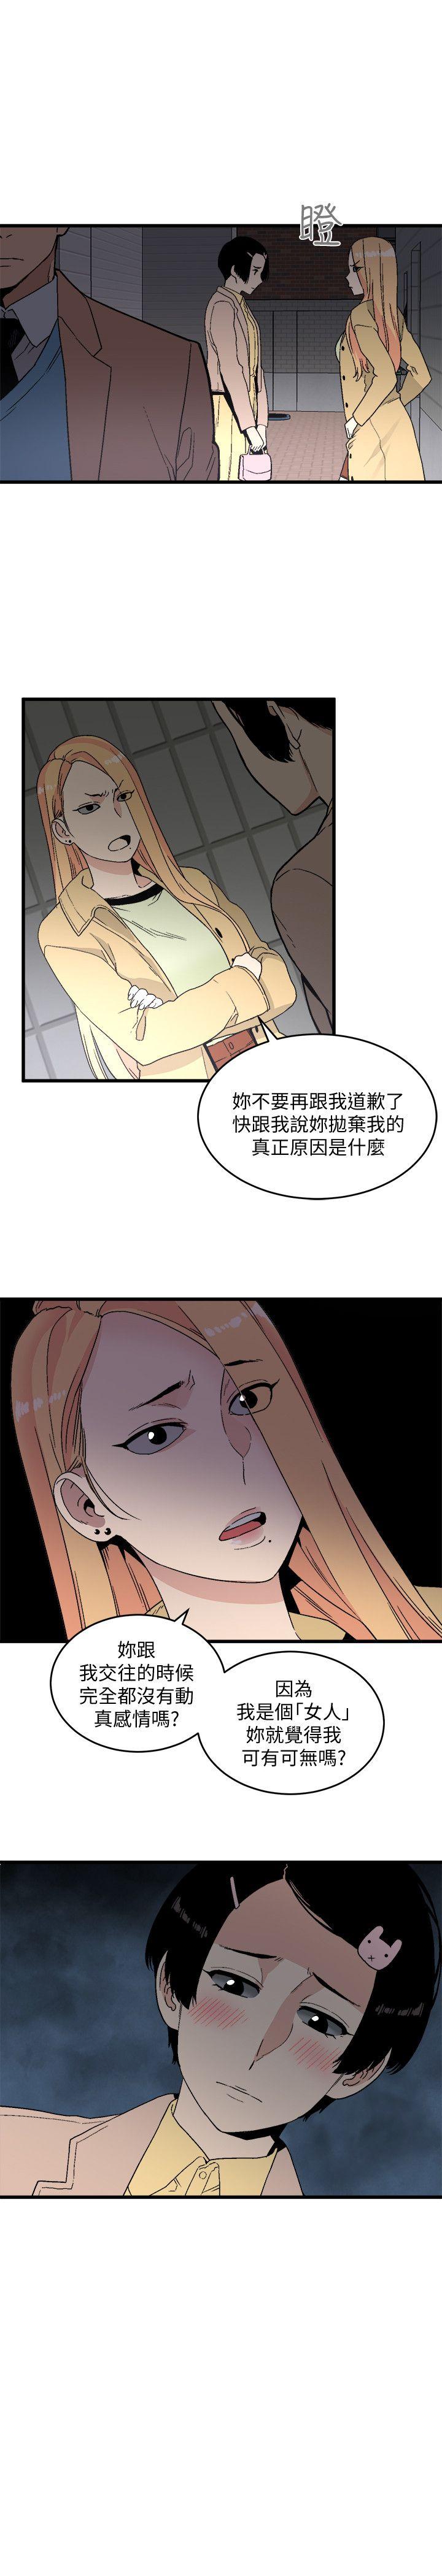 瞪
妳不要再跟我道歉了
快跟我說妳拋棄我的
真正原因是什麼
妳跟
我交往的時候
完全都沒有動
真感情嗎?
因為
我是個「女人」
妳就覺得我
可有可無嗎?